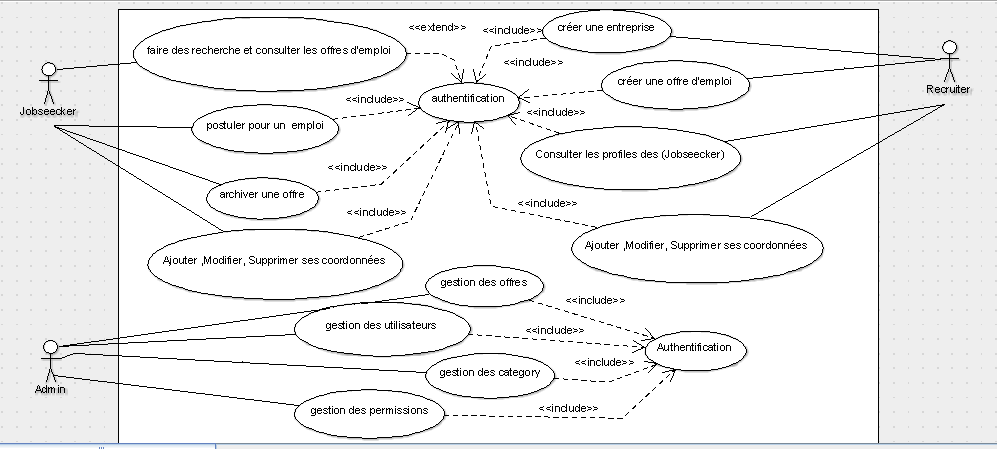 <<extend>>
<<include>>
créer une entreprise
faire des recherche et consulter les offres d'emploi
<<include>>
Jobseecker
Recruiter
créer une offre d'emploi
authentification
<<include>>
<<include>>
postuler pour un emploi
Consulter les profiles des (Jobseecker)
<<include>>
archiver une offre
<<include>>
<<include>>
Ajouter ,Modifier, Supprimer ses coordonnées
Ajouter ,Modifier, Supprimer ses coordonnées
gestion des offres
<<include>>
gestion des utilisateurs
<<include>>
Authentification
Admin
gestion des category
<<include>>
gestion des permissions
<<include>>